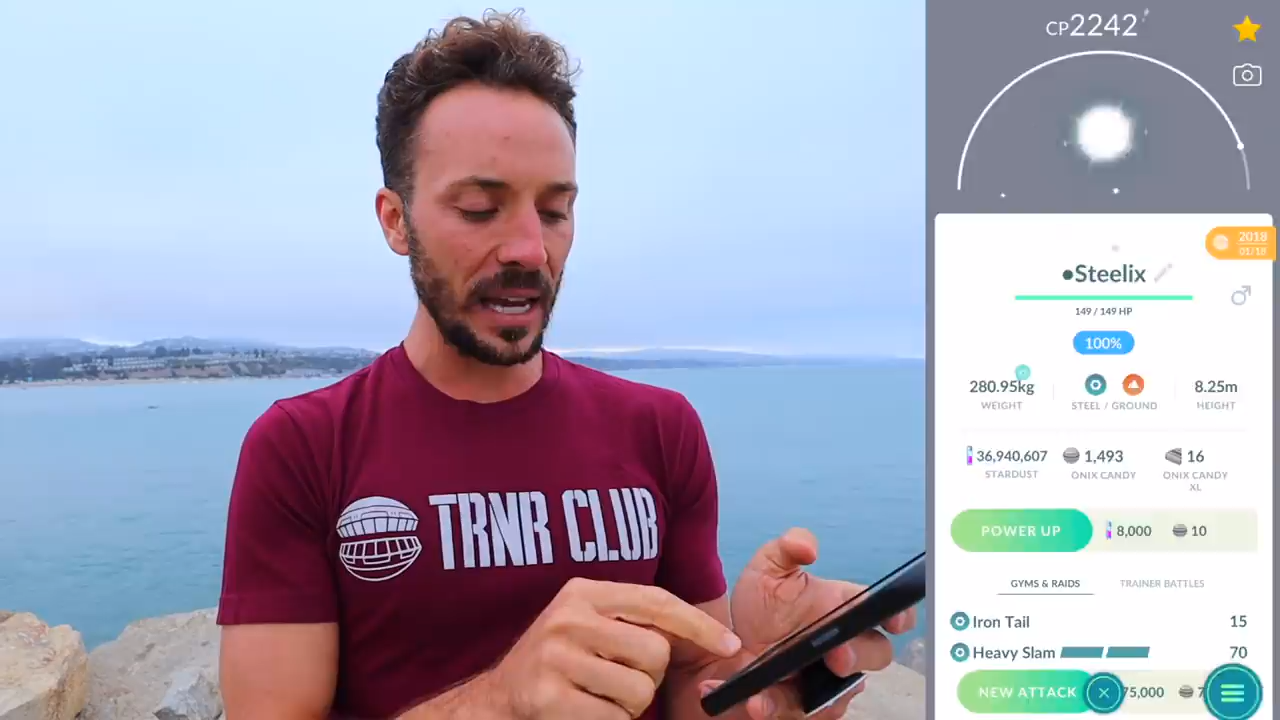 CP2242
2018
01/18
Steelix
149 / 149 HP
100%
280.95kg
WEIGHT
STEEL / GROUND
8.25m
HEIGHT
36,940,607
STARDUST
1,493
ONIX CANDY
16
ONIX CANDY
XL
POWER UP
8,000
10
GYMS & RAIDS
TRAINER BATTLES
Iron Tail
15
Heavy Slam
70
NEW ATTACK
75,000
TRNR CLUB